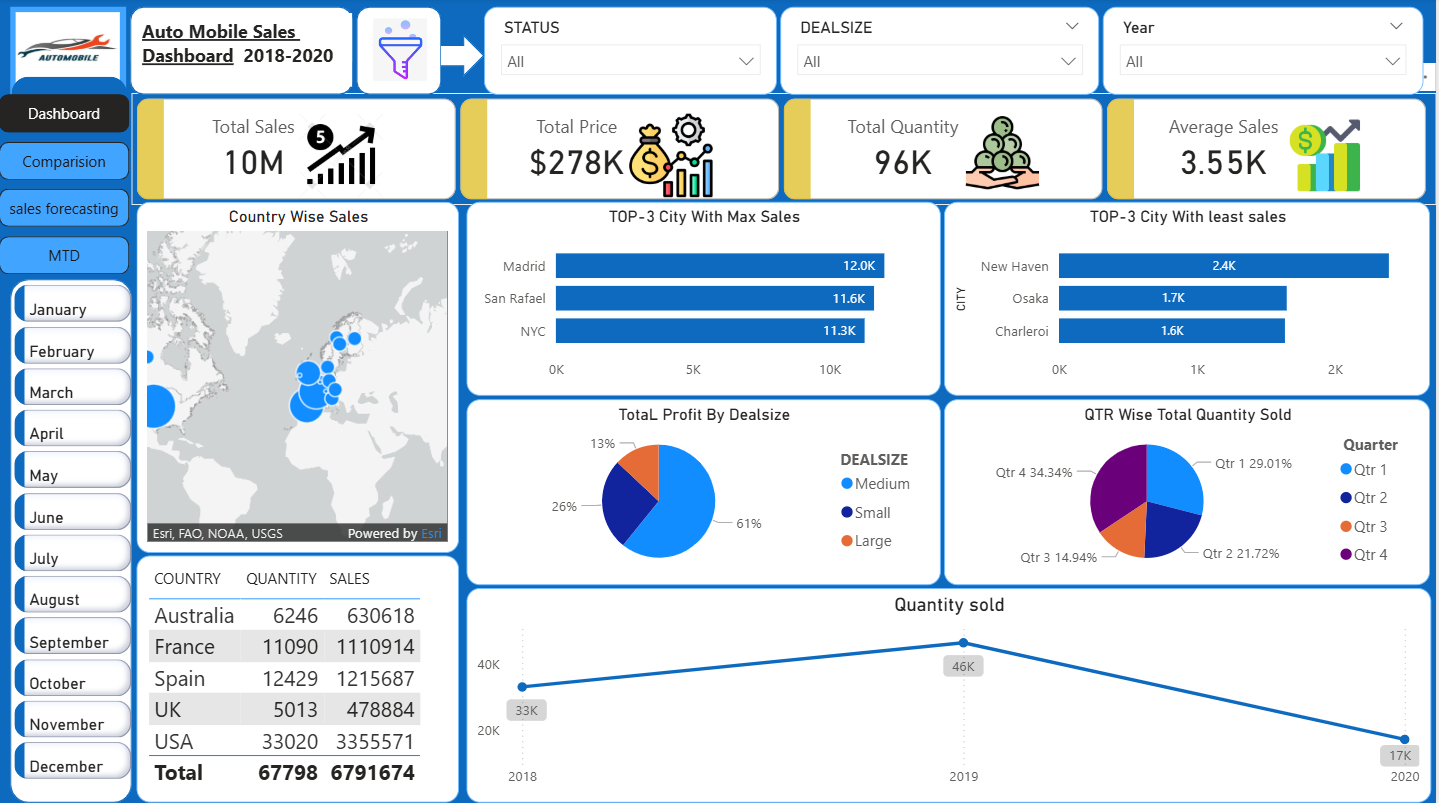 AUTOMOBILE
Auto Mobile Sales
Dashboard 2018-2020
STATUS
All
DEALSIZE
All
Year
All
Dashboard
Comparision
sales forecasting
MTD
January
February
March
April
May
June
July
August
September
October
November
December
Total Sales
10M
5
Total Price
$278K
$
Total Quantity
96K
Average Sales
3.55K
$
Country Wise Sales
Esri, FAO, NOAA, USGS Powered by Esri
TOP-3 City With Max Sales
Madrid 12.0K
San Rafael 11.6K
NYC 11.3K
0K 5K 10K
TOP-3 City With least sales
CITY
New Haven 2.4K
Osaka 1.7K
Charleroi 1.6K
0K 1K 2K
TotaL Profit By Dealsize
13%
26%
61%
DEALSIZE
Medium
Small
Large
QTR Wise Total Quantity Sold
Qtr 4 34.34%
Qtr 1 29.01%
Qtr 3 14.94%
Qtr 2 21.72%
Quarter
Qtr 1
Qtr 2
Qtr 3
Qtr 4
COUNTRY QUANTITY SALES
Australia 6246 630618
France 11090 1110914
Spain 12429 1215687
UK 5013 478884
USA 33020 3355571
Total 67798 6791674
Quantity sold
40K
20K
33K
46K
17K
2018 2019 2020